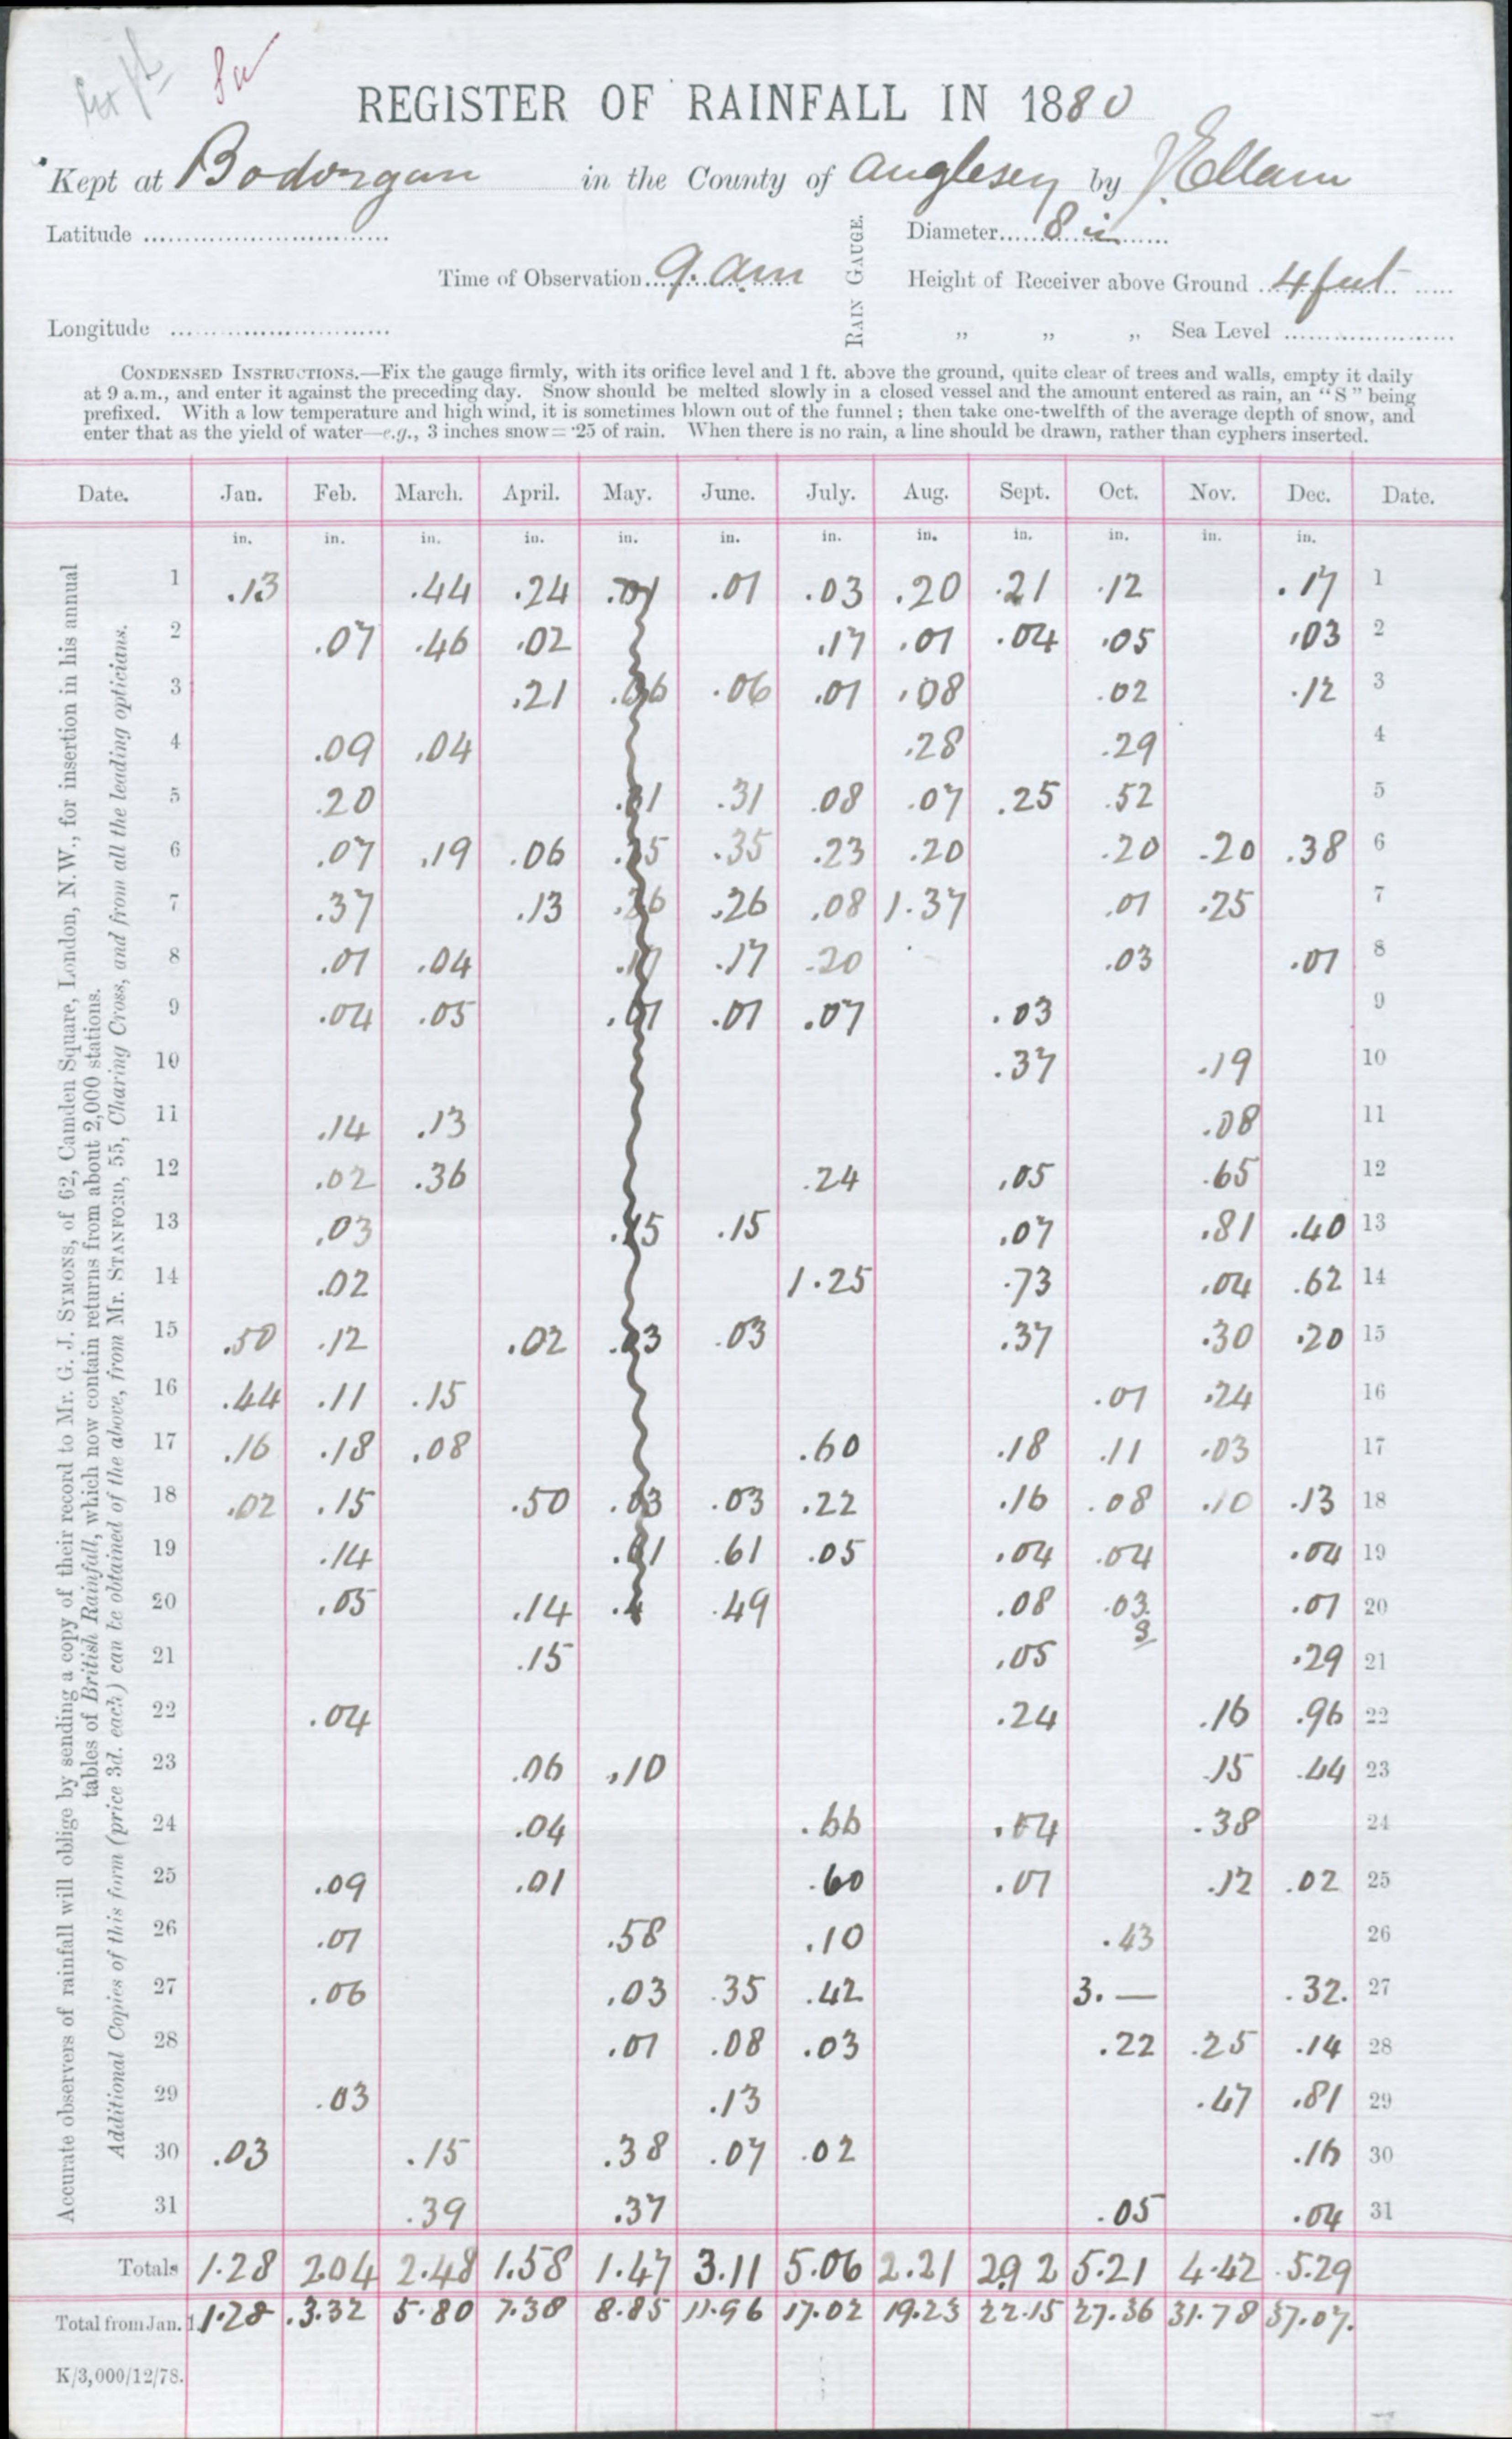 REGISTER OF RAINFALL IN 1880
Kept at Bodorgan in the County of Anglesey by J. Ellam
Latitude
Diameter 8 in
Time of Observation 9. am
RAIN GAUGE.
Height of Receiver above Ground 4 feet
Longitude
„ „ „ Sea Level
CONDENSED INSTRUCTIONS.—Fix the gauge firmly, with its orifice level and 1 ft. above the ground, quite clear of trees and walls, empty it daily
at 9 a.m., and enter it against the preceding day. Snow should be melted slowly in a closed vessel and the amount entered as rain, an "S" being
prefixed. With a low temperature and high wind, it is sometimes blown out of the funnel; then take one-twelfth of the average depth of snow, and
enter that as the yield of water—e.g., 3 inches snow=·25 of rain. When there is no rain, a line should be drawn, rather than cyphers inserted.
Date. Jan. Feb. March. April. May. June. July. Aug. Sept. Oct. Nov. Dec. Date.
in. in. in. in. in. in. in. in. in. in. in. in.
1 .13 .44 .24 .01 .01 .03 .20 .21 .12 .17 1
2 .07 .46 .02 .17 .01 .04 .05 .03 2
3 .21 .06 .06 .01 .08 .02 .12 3
4 .09 .04 .28 .29 4
5 .20 .31 .31 .08 .07 .25 .52 5
6 .07 .19 .06 .35 .35 .23 .20 .20 .20 .38 6
7 .37 .13 .26 .26 .08 1.37 .01 .25 7
8 .01 .04 .17 .17 .20 .03 .01 8
9 .04 .05 .01 .01 .07 .03 9
10 .37 .19 10
11 .14 .13 .08 11
12 .02 .36 .24 .05 .65 12
13 .03 .15 .15 .07 .81 .40 13
14 .02 1.25 .73 .04 .62 14
15 .50 .12 .02 .03 .03 .37 .30 .20 15
16 .44 .11 .15 .01 .24 16
17 .16 .18 .08 .60 .18 .11 .03 17
18 .02 .15 .50 .03 .03 .22 .16 .08 .10 .13 18
19 .14 .61 .61 .05 .04 .04 .04 19
20 .05 .14 .4 .49 .08 .03. .01 20
21 .15 .05 .29 21
22 .04 .24 .16 .96 22
23 .06 .10 .15 .44 23
24 .04 .66 .04 .38 24
25 .09 .01 .60 .01 .12 .02 25
26 .01 .58 .10 .43 26
27 .06 .03 .35 .42 3. — .32. 27
28 .01 .08 .03 .22 .25 .14 28
29 .03 .13 .47 .81 29
30 .03 .15 .38 .07 .02 .16 30
31 .39 .37 .05 .04 31
Totals 1.28 2.04 2.48 1.58 1.47 3.11 5.06 2.21 2.92 5.21 4.42 5.29
Total from Jan. 1. 1.28 3.32 5.80 7.38 8.85 11.96 17.02 19.23 22.15 27.36 31.78 37.07.
K/3,000/12/78.
Accurate observers of rainfall will oblige by sending a copy of their record to Mr. G. J. SYMONS, of 62, Camden Square, London, N.W., for insertion in his annual
tables of British Rainfall, which now contain returns from about 2,000 stations.
Additional Copies of this form (price 3d. each) can be obtained of the above, from Mr. STANFORD, 55, Charing Cross, and from all the leading opticians.